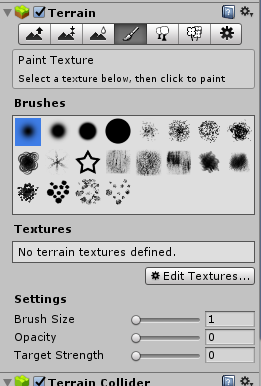 Terrain
Paint Texture
Select a texture below, then click to paint
Brushes
Textures
No terrain textures defined.
Edit Textures...
Settings
Brush Size 1
Opacity 0
Target Strength 0
Terrain Collider